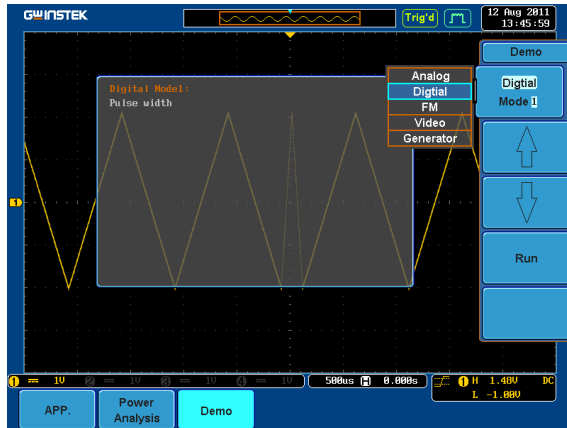 GWINSTEK
Trig'd
12 Aug 2011
13:45:59
Demo
Analog
Digtial
FM
Video
Generator
Digtial
Mode 1
Digital Mode1:
Pulse width
1
Run
1 1V 2 1V 3 1V 4 1V
500us H 0.000s
1 H 1.48V DC
L -1.00V
APP.
Power
Analysis
Demo